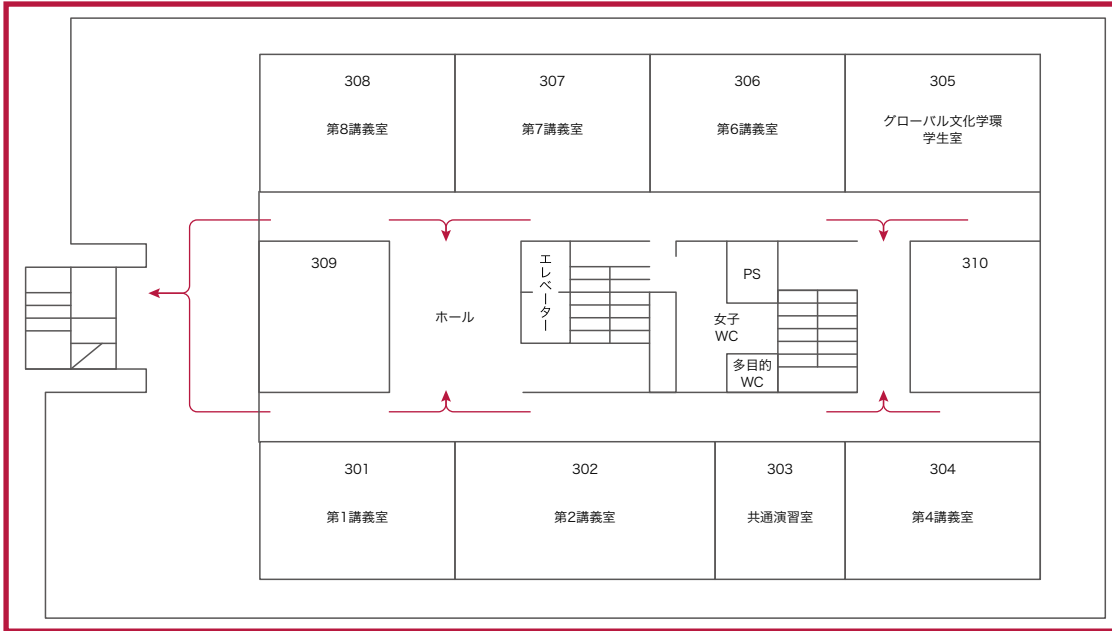 308
第8講義室
307
第7講義室
306
第6講義室
305
グローバル文化学環
学生室
309
ホール
エレベーター
PS
女子
WC
多目的
WC
310
301
第1講義室
302
第2講義室
303
共通演習室
304
第4講義室